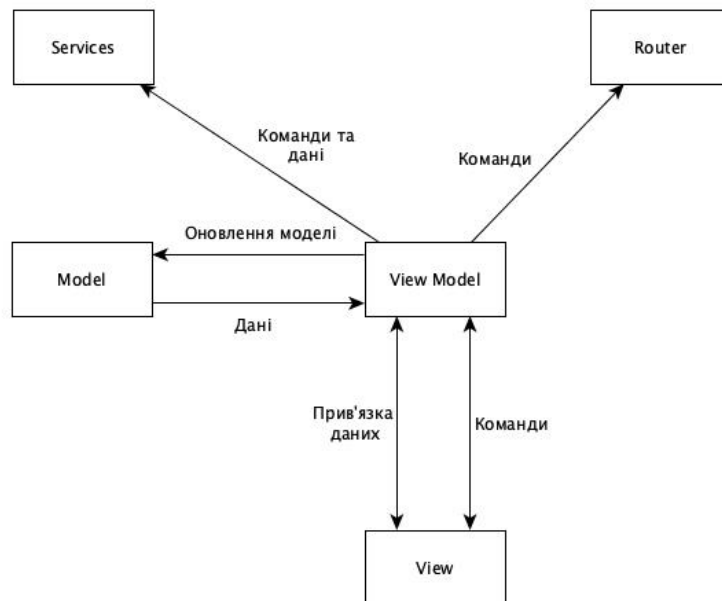 Services
Router
Команди та
дані
Команди
Оновлення моделі
Model
View Model
Дані
Прив'язка
даних
Команди
View